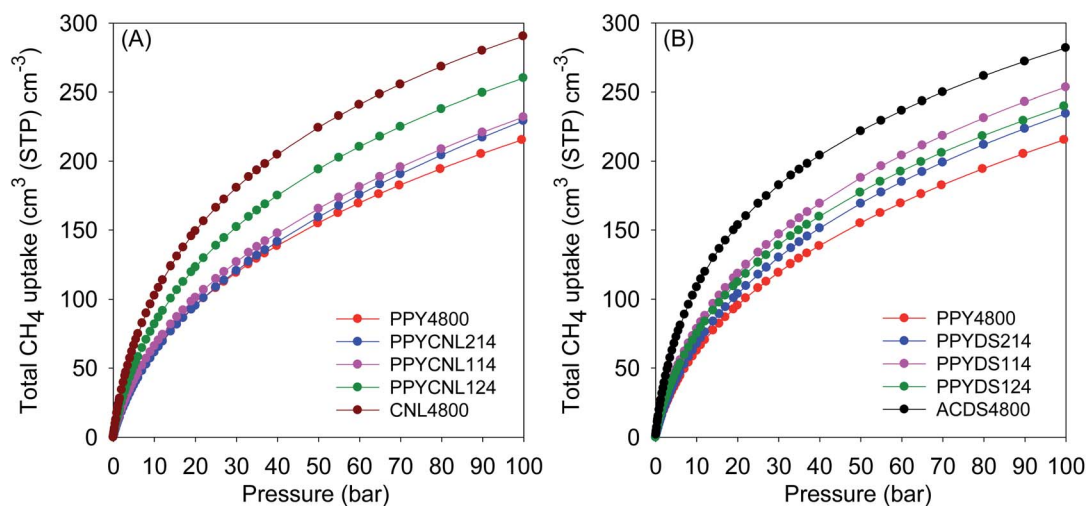 (A)
Total CH4 uptake (cm³ (STP) cm⁻³)
300
250
200
150
100
50
0
PPY4800
PPYCNL214
PPYCNL114
PPYCNL124
CNL4800
0 10 20 30 40 50 60 70 80 90 100
Pressure (bar)
(B)
Total CH4 uptake (cm³ (STP) cm⁻³)
300
250
200
150
100
50
0
PPY4800
PPYDS214
PPYDS114
PPYDS124
ACDS4800
0 10 20 30 40 50 60 70 80 90 100
Pressure (bar)